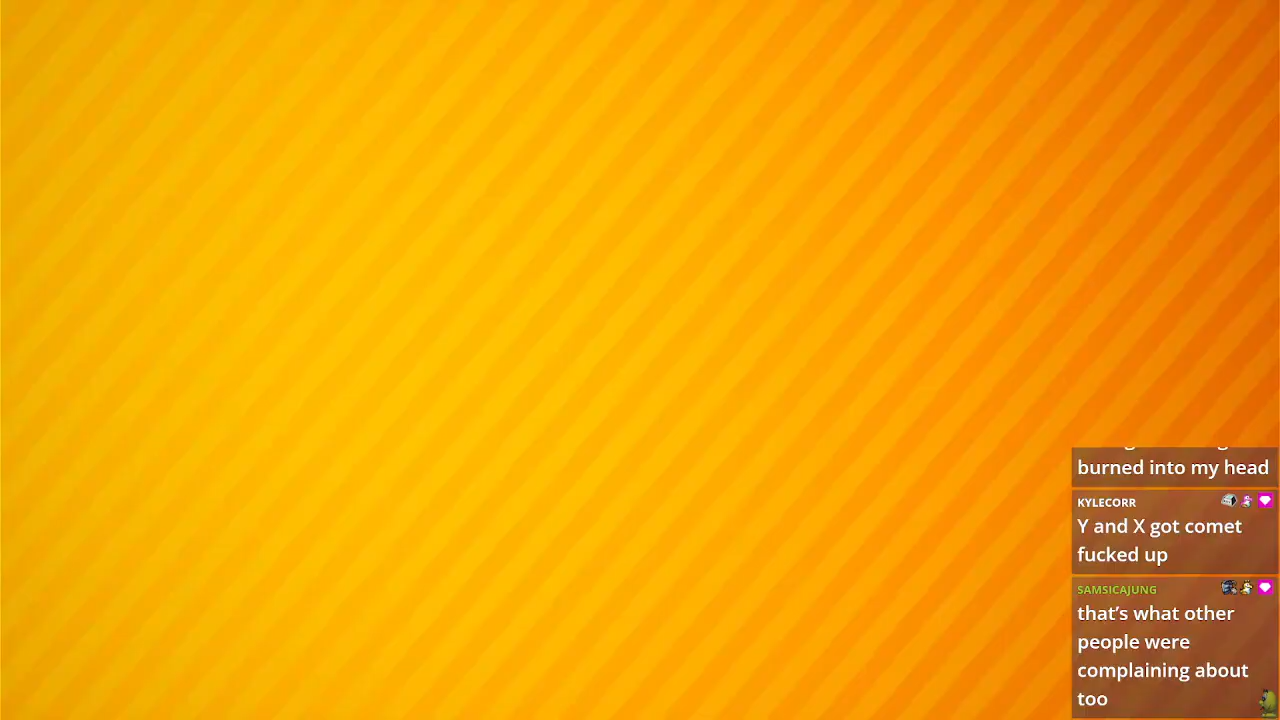 burned into my head
KYLECORR
Y and X got comet
fucked up
SAMSICAJUNG
that's what other
people were
complaining about
too